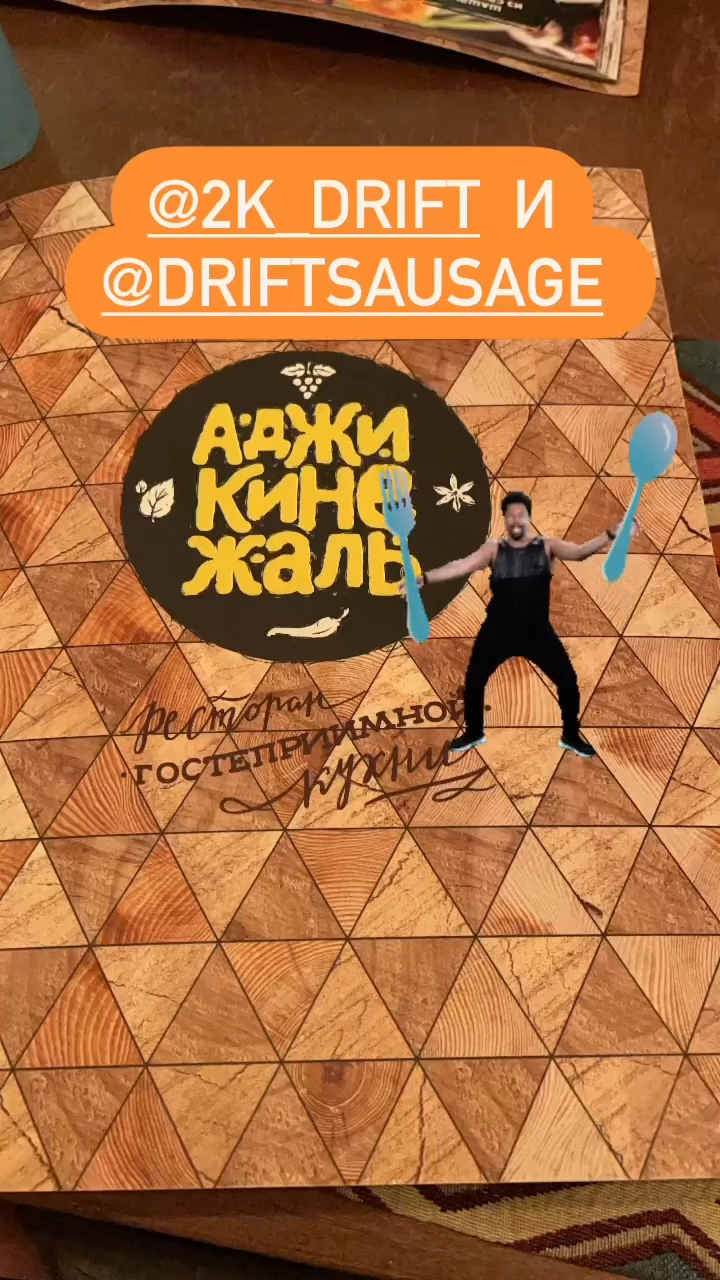 @2K_DRIFT И
@DRIFTSAUSAGE
АДЖИ
КИНЕ
ЖАЛЬ
ресторан
·ГОСТЕПРИИМНОЙ·
кухни